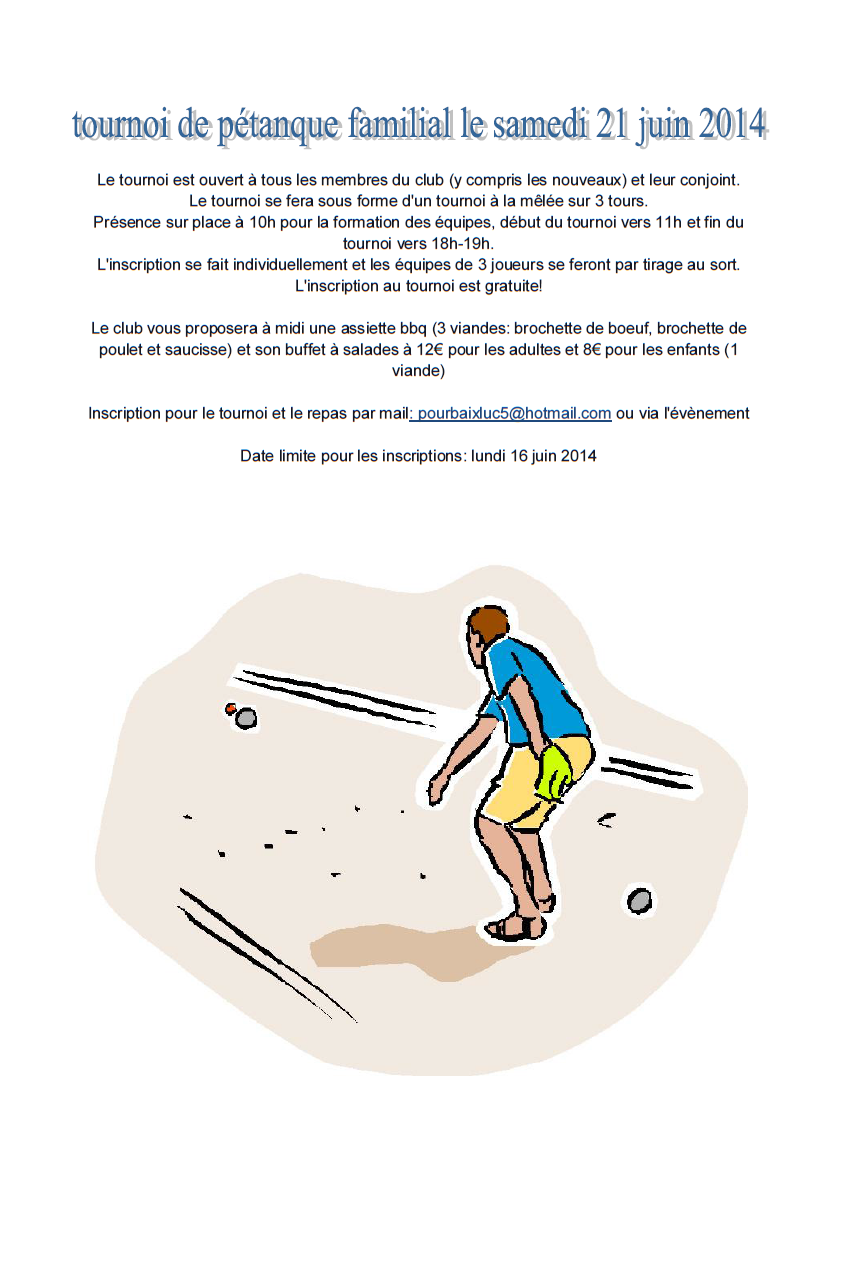 tournoi de pétanque familial le samedi 21 juin 2014
Le tournoi est ouvert à tous les membres du club (y compris les nouveaux) et leur conjoint.
Le tournoi se fera sous forme d'un tournoi à la mêlée sur 3 tours.
Présence sur place à 10h pour la formation des équipes, début du tournoi vers 11h et fin du
tournoi vers 18h-19h.
L'inscription se fait individuellement et les équipes de 3 joueurs se feront par tirage au sort.
L'inscription au tournoi est gratuite!
Le club vous proposera à midi une assiette bbq (3 viandes: brochette de boeuf, brochette de
poulet et saucisse) et son buffet à salades à 12€ pour les adultes et 8€ pour les enfants (1
viande)
Inscription pour le tournoi et le repas par mail: pourbaixluc5@hotmail.com ou via l'évènement
Date limite pour les inscriptions: lundi 16 juin 2014